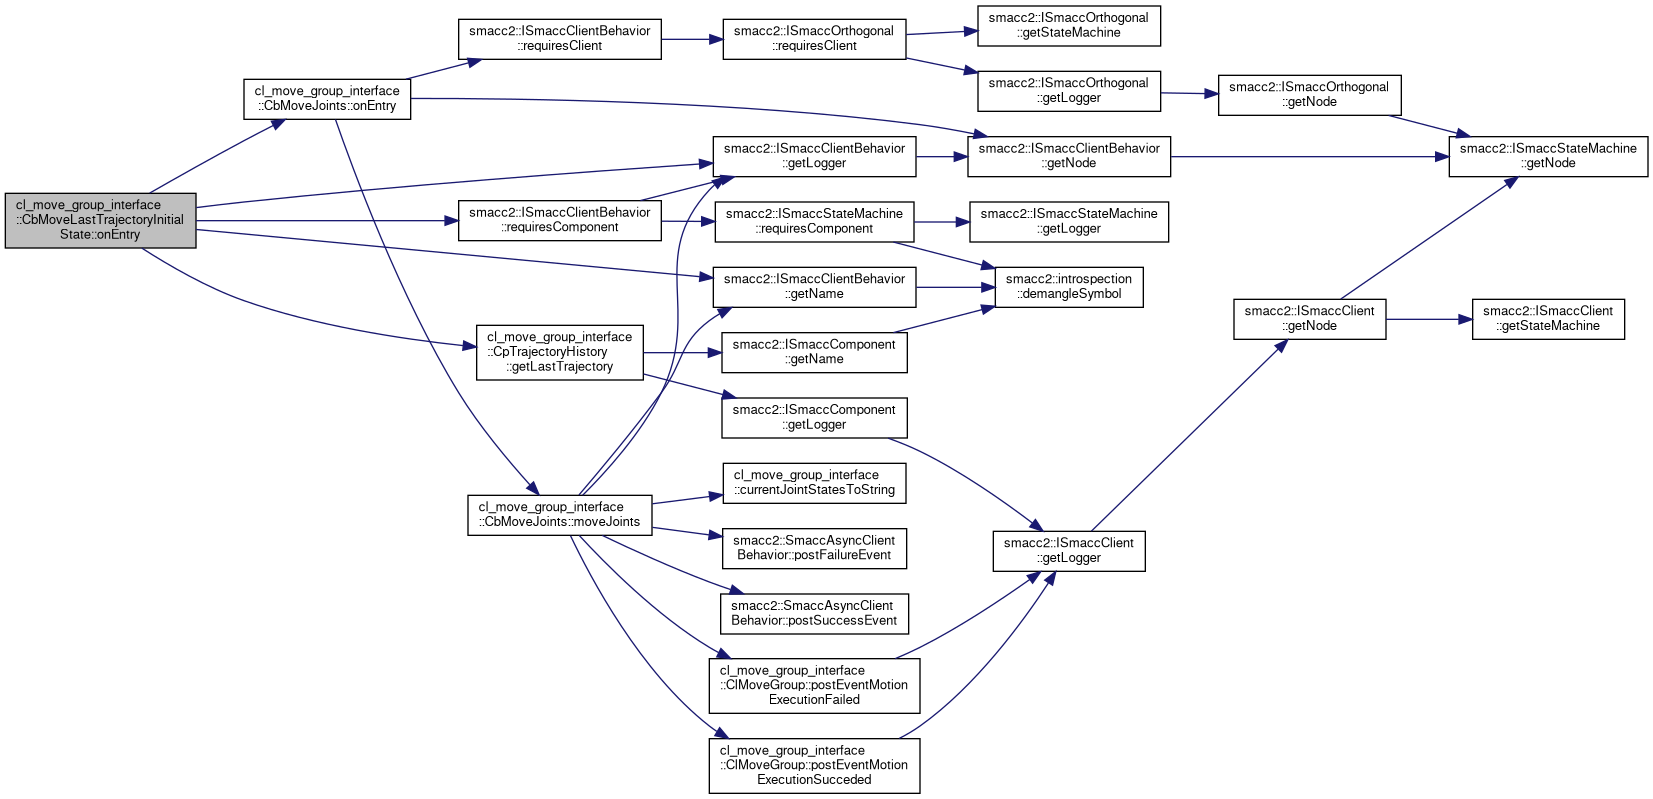 cl_move_group_interface
::CbMoveLastTrajectoryInitial
State::onEntry
cl_move_group_interface
::CbMoveJoints::onEntry
smacc2::ISmaccClientBehavior
::requiresClient
smacc2::ISmaccOrthogonal
::requiresClient
smacc2::ISmaccOrthogonal
::getStateMachine
smacc2::ISmaccOrthogonal
::getLogger
smacc2::ISmaccOrthogonal
::getNode
smacc2::ISmaccClientBehavior
::getLogger
smacc2::ISmaccClientBehavior
::getNode
smacc2::ISmaccStateMachine
::getNode
smacc2::ISmaccClientBehavior
::requiresComponent
smacc2::ISmaccStateMachine
::requiresComponent
smacc2::ISmaccStateMachine
::getLogger
smacc2::ISmaccClientBehavior
::getName
smacc2::introspection
::demangleSymbol
cl_move_group_interface
::CpTrajectoryHistory
::getLastTrajectory
smacc2::ISmaccComponent
::getName
smacc2::ISmaccComponent
::getLogger
smacc2::ISmaccClient
::getNode
smacc2::ISmaccClient
::getStateMachine
cl_move_group_interface
::CbMoveJoints::moveJoints
cl_move_group_interface
::currentJointStatesToString
smacc2::SmaccAsyncClient
Behavior::postFailureEvent
smacc2::SmaccAsyncClient
Behavior::postSuccessEvent
smacc2::ISmaccClient
::getLogger
cl_move_group_interface
::ClMoveGroup::postEventMotion
ExecutionFailed
cl_move_group_interface
::ClMoveGroup::postEventMotion
ExecutionSucceded